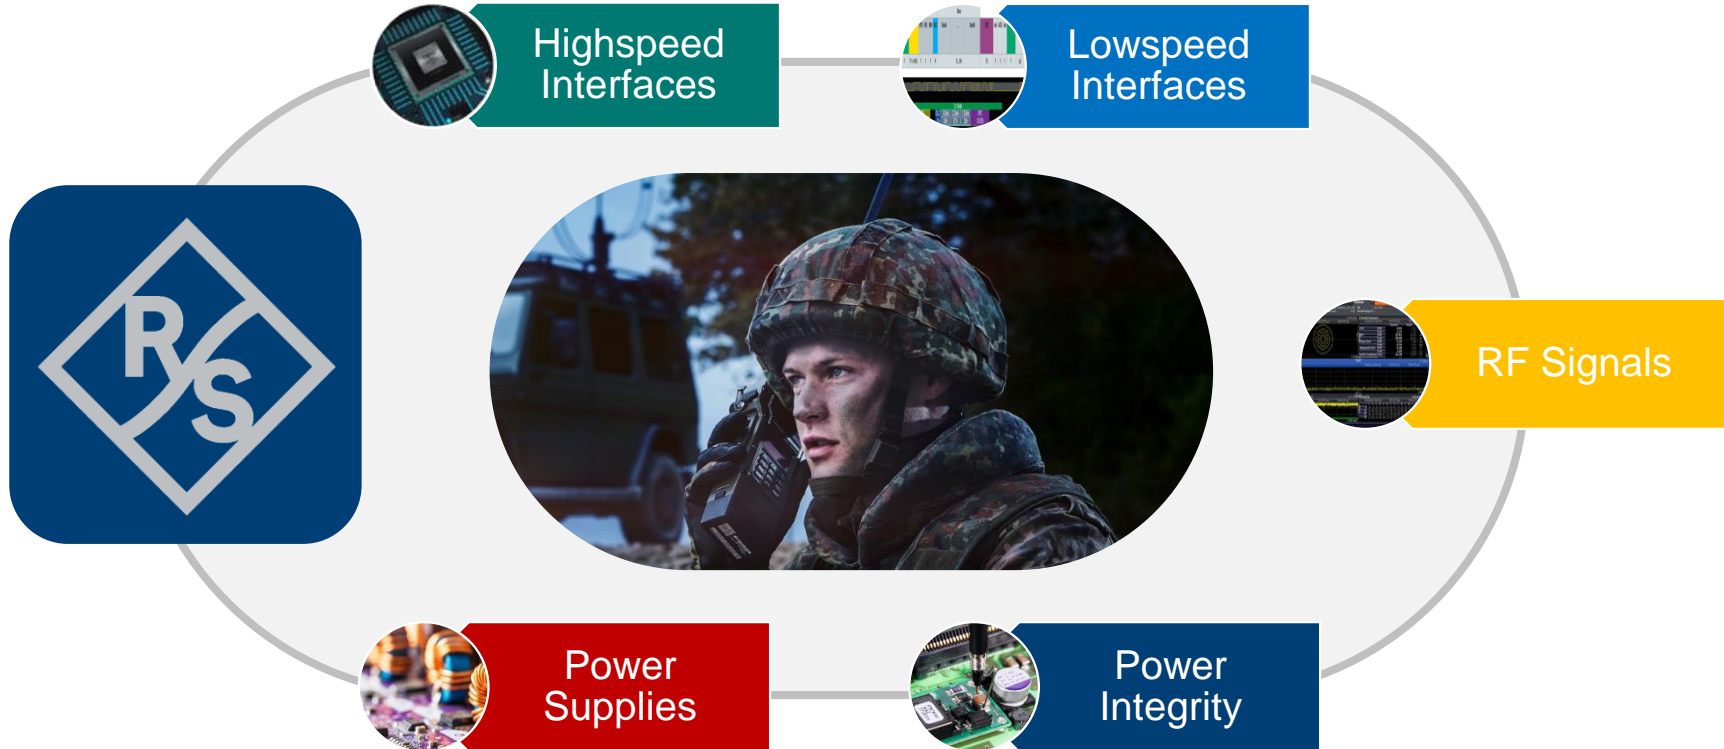 Highspeed
Interfaces
Lowspeed
Interfaces
R
S
RF Signals
Power
Supplies
Power
Integrity